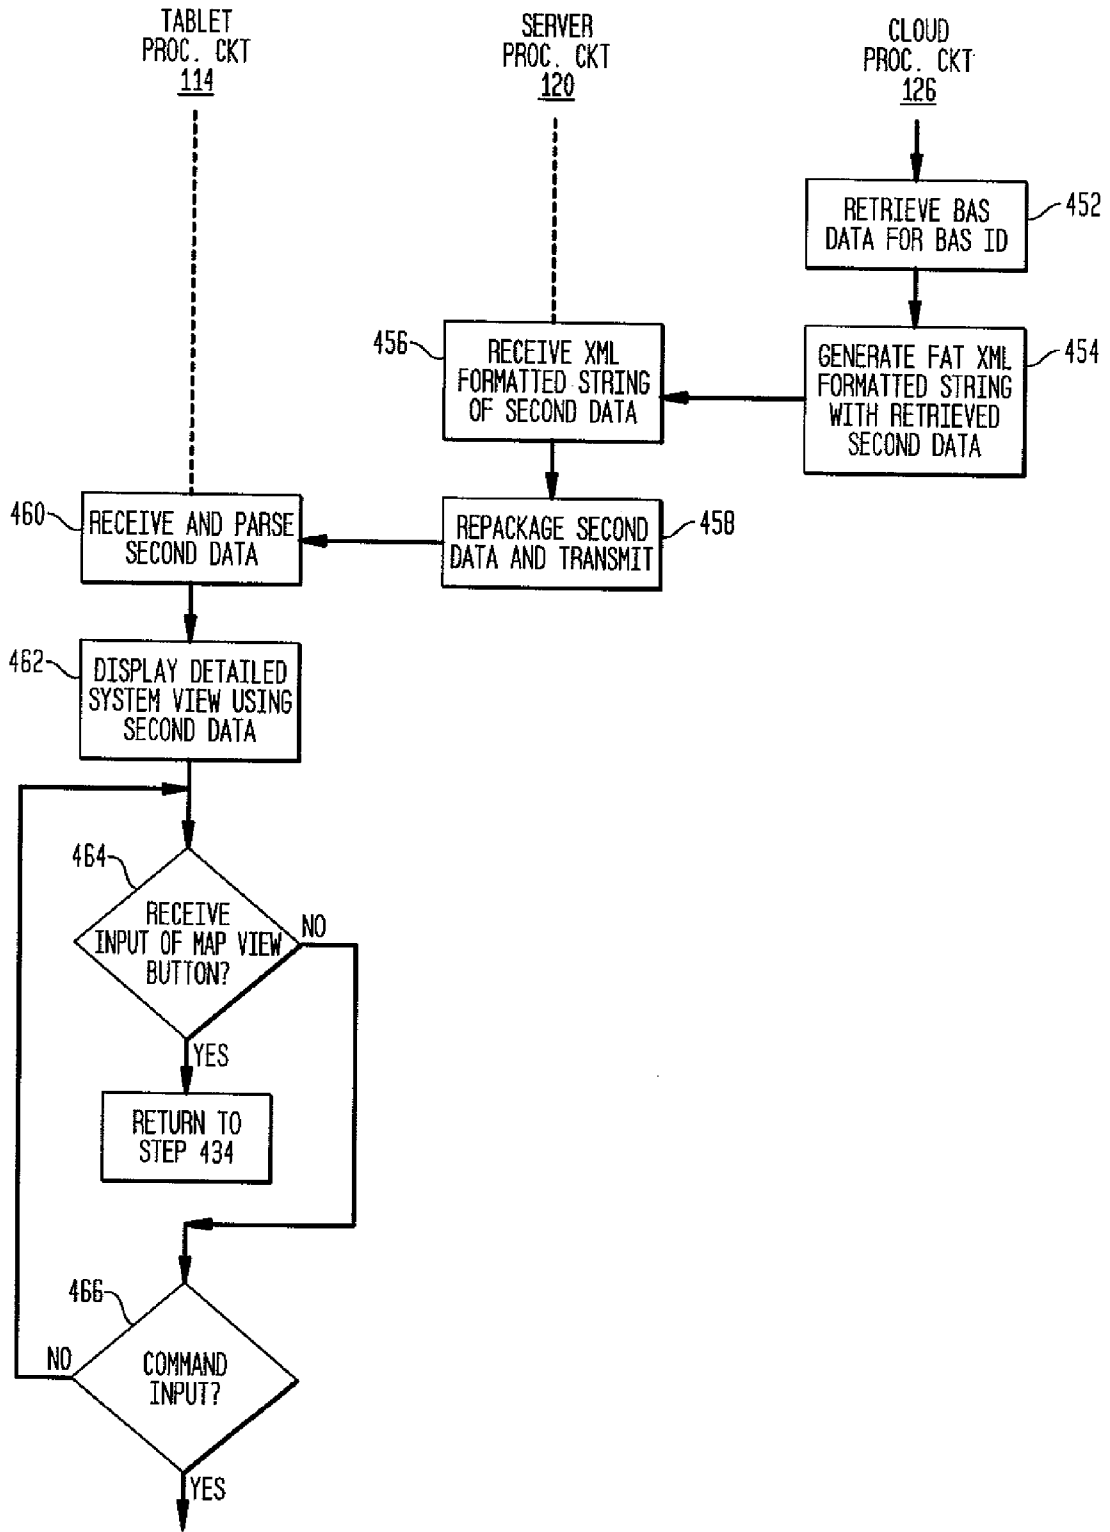 TABLET
PROC. CKT
114
SERVER
PROC. CKT
120
CLOUD
PROC. CKT
126
RETRIEVE BAS
DATA FOR BAS ID
452
GENERATE FAT XML
FORMATTED STRING
WITH RETRIEVED
SECOND DATA
454
456
RECEIVE XML
FORMATTED STRING
OF SECOND DATA
REPACKAGE SECOND
DATA AND TRANSMIT
458
460
RECEIVE AND PARSE
SECOND DATA
462
DISPLAY DETAILED
SYSTEM VIEW USING
SECOND DATA
464
RECEIVE
INPUT OF MAP VIEW
BUTTON?
NO
YES
RETURN TO
STEP 434
466
NO
COMMAND
INPUT?
YES